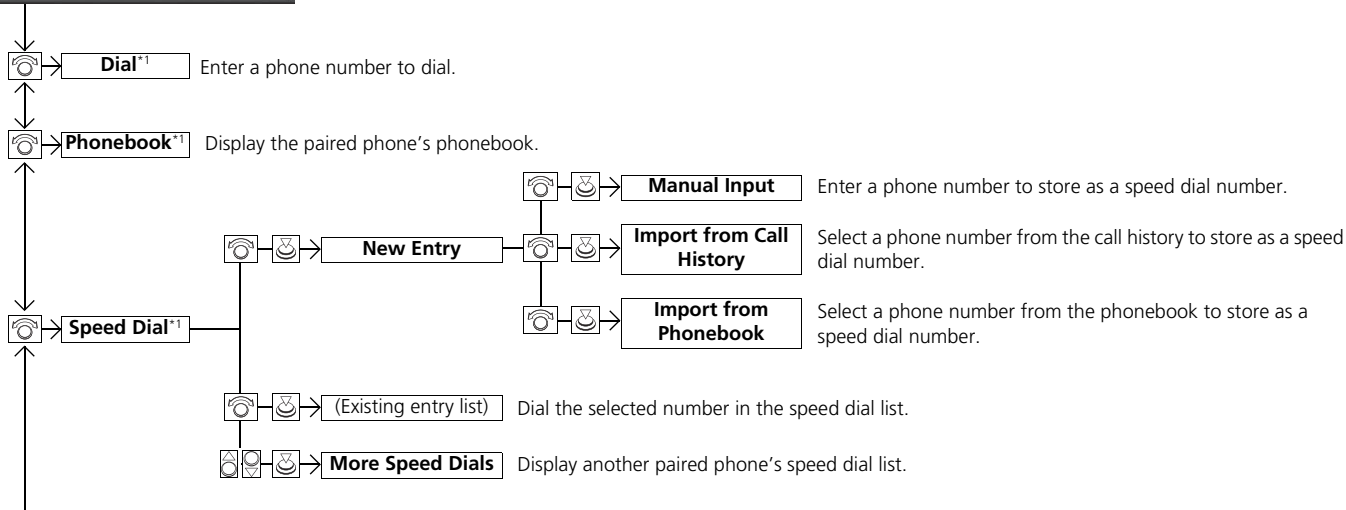 Dial*1 Enter a phone number to dial.
Phonebook*1 Display the paired phone's phonebook.
Manual Input Enter a phone number to store as a speed dial number.
New Entry
Import from Call
History
Select a phone number from the call history to store as a speed
dial number.
Import from
Phonebook
Select a phone number from the phonebook to store as a
speed dial number.
Speed Dial*1
(Existing entry list) Dial the selected number in the speed dial list.
More Speed Dials Display another paired phone's speed dial list.